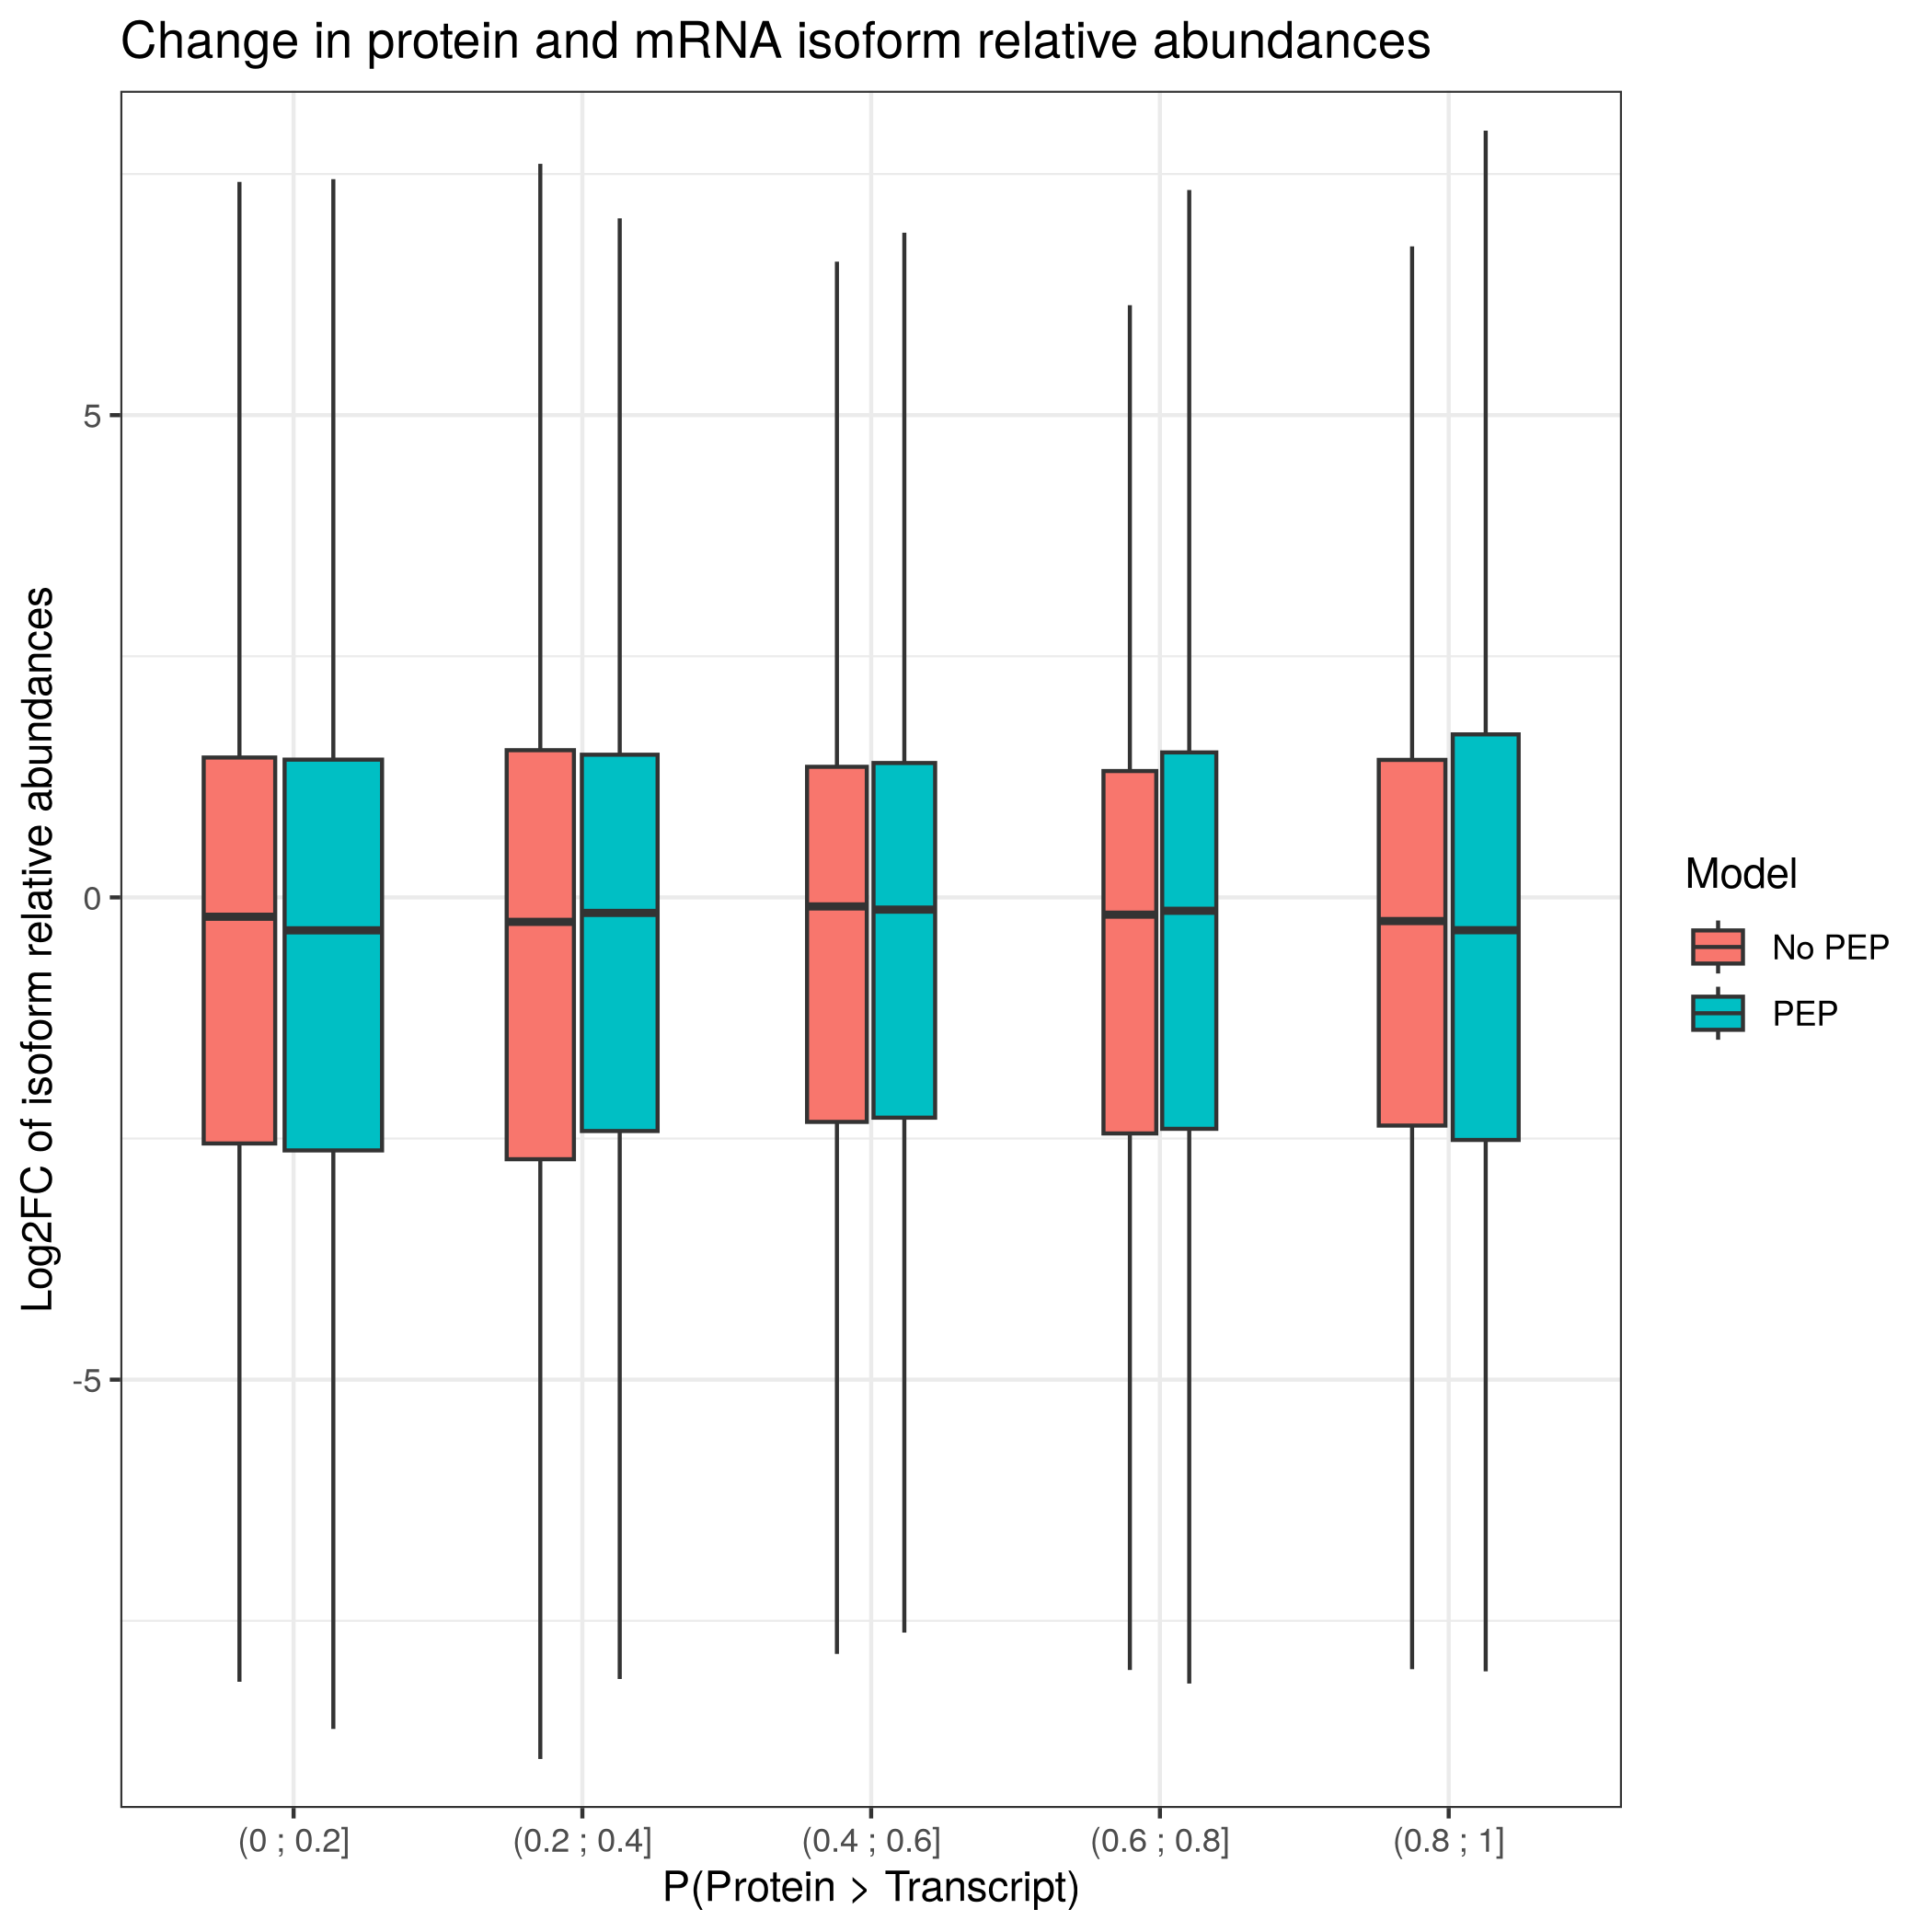 Change in protein and mRNA isoform relative abundances
Log2FC of isoform relative abundances
5
0
-5
(0 ; 0.2]
(0.2 ; 0.4]
(0.4 ; 0.6]
(0.6 ; 0.8]
(0.8 ; 1]
P(Protein > Transcript)
Model
No PEP
PEP